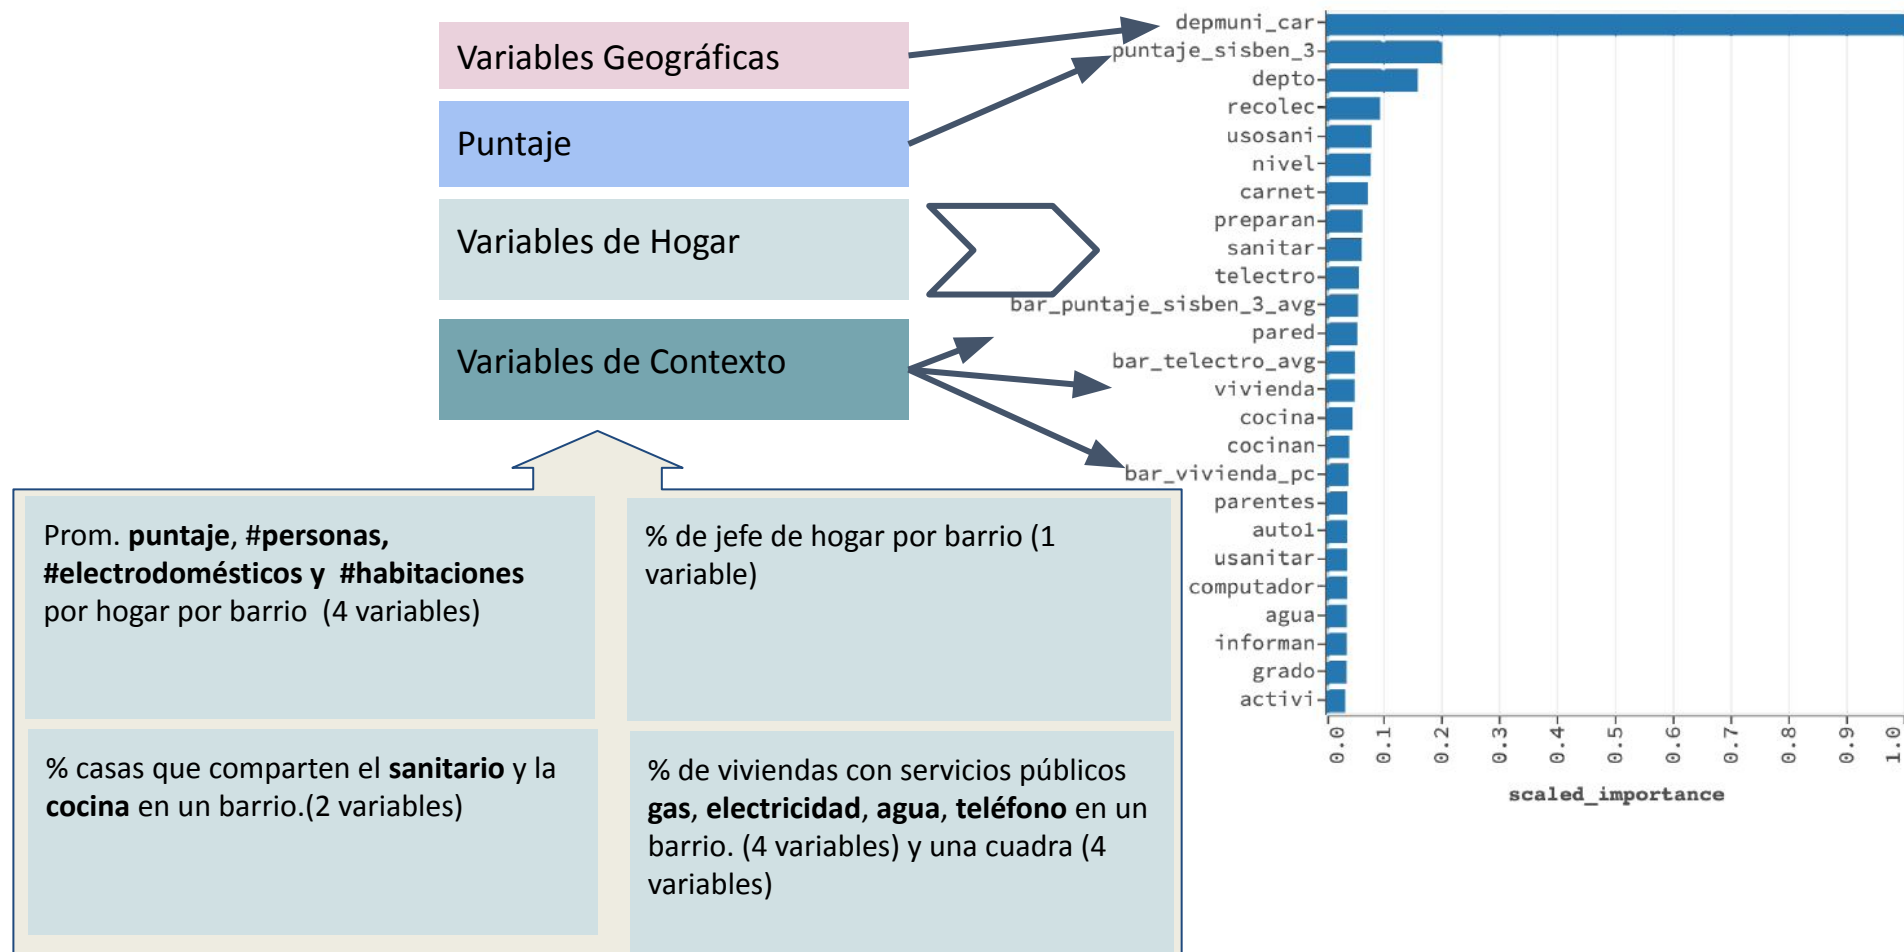 Variables Geográficas
Puntaje
Variables de Hogar
Variables de Contexto
Prom. puntaje, #personas,
#electrodomésticos y #habitaciones
por hogar por barrio (4 variables)
% de jefe de hogar por barrio (1
variable)
% casas que comparten el sanitario y la
cocina en un barrio.(2 variables)
% de viviendas con servicios públicos
gas, electricidad, agua, teléfono en un
barrio. (4 variables) y una cuadra (4
variables)
depmuni_car
puntaje_sisben_3
depto
recolec
usosani
nivel
carnet
preparan
sanitar
telectro
bar_puntaje_sisben_3_avg
pared
bar_telectro_avg
vivienda
cocina
cocinan
bar_vivienda_pc
parentes
auto1
usanitar
computador
agua
informan
grado
activi
0.0
0.1
0.2
0.3
0.4
0.5
0.6
0.7
0.8
0.9
1.0
scaled_importance